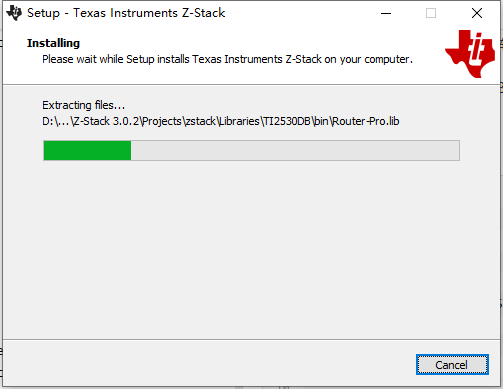 Setup - Texas Instruments Z-Stack
Installing
Please wait while Setup installs Texas Instruments Z-Stack on your computer.
Extracting files...
D:\...\Z-Stack 3.0.2\Projects\zstack\Libraries\TI2530DB\bin\Router-Pro.lib
Cancel